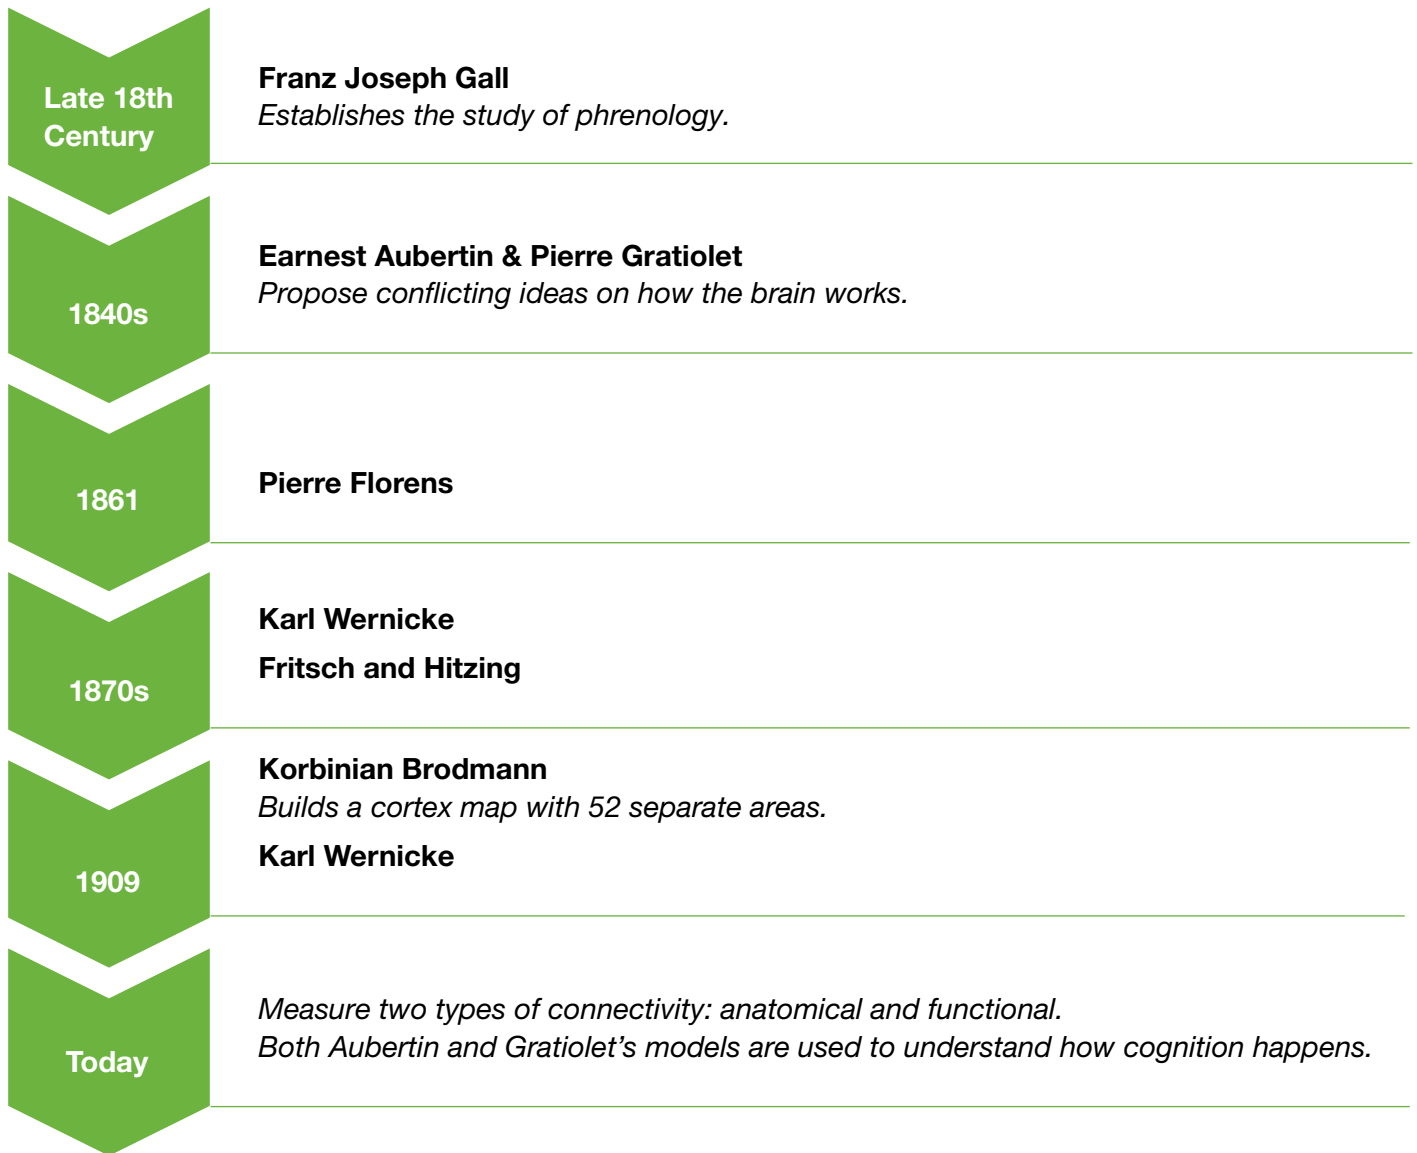 Late 18th
Century
Franz Joseph Gall
Establishes the study of phrenology.
1840s
Earnest Aubertin & Pierre Gratiolet
Propose conflicting ideas on how the brain works.
1861
Pierre Florens
1870s
Karl Wernicke
Fritsch and Hitzing
1909
Korbinian Brodmann
Builds a cortex map with 52 separate areas.
Karl Wernicke
Today
Measure two types of connectivity: anatomical and functional.
Both Aubertin and Gratiolet’s models are used to understand how cognition happens.